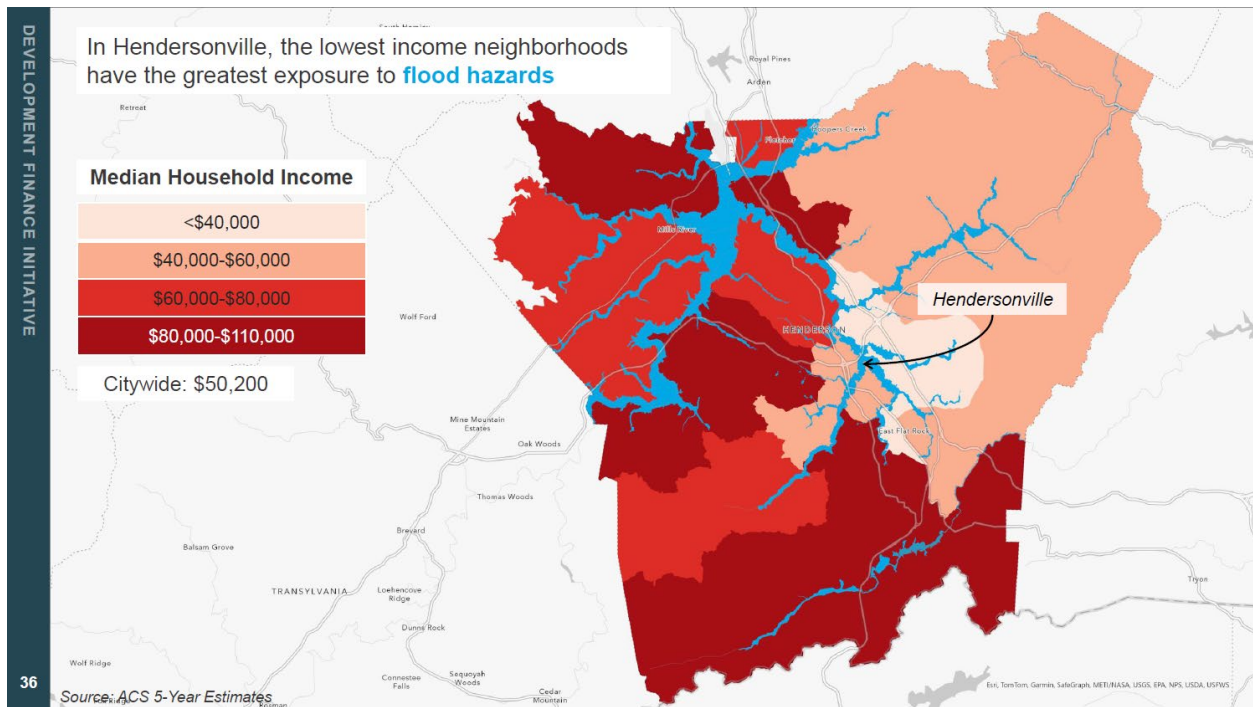 DEVELOPMENT FINANCE INITIATIVE
36
In Hendersonville, the lowest income neighborhoods
have the greatest exposure to flood hazards
Median Household Income
<$40,000
$40,000-$60,000
$60,000-$80,000
$80,000-$110,000
Citywide: $50,200
Retreat
Royal Pines
Arden
Hoopers Creek
Fletcher
Mills River
Wolf Ford
Hendersonville
HENDERSON
Mine Mountain
Estates
Oak Woods
East Flat Rock
Thomas Woods
Brevard
Balsam Grove
TRANSYLVANIA
Loehencove
Ridge
Tryon
Dunns Rock
Wolf Ridge
Connestee
Falls
Sequoyah
Woods
Cedar
Mountain
Esri, TomTom, Garmin, SafeGraph, METI/NASA, USGS, EPA, NPS, USDA, USFWS
Source: ACS 5-Year Estimates